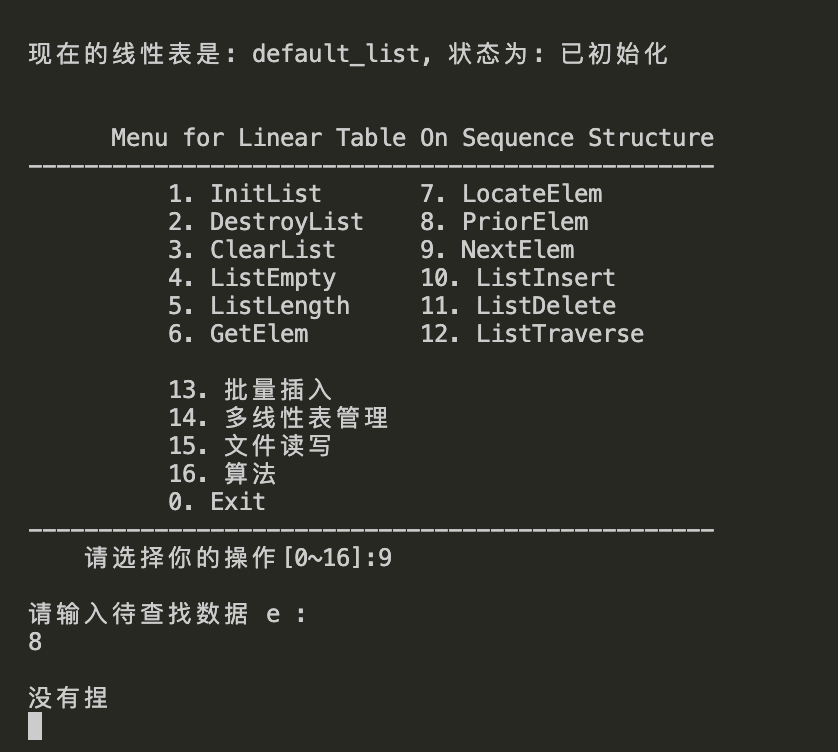 现在的线性表是: default_list, 状态为: 已初始化
Menu for Linear Table On Sequence Structure
-------------------------------------------------
1. InitList 7. LocateElem
2. DestroyList 8. PriorElem
3. ClearList 9. NextElem
4. ListEmpty 10. ListInsert
5. ListLength 11. ListDelete
6. GetElem 12. ListTraverse
13. 批量插入
14. 多线性表管理
15. 文件读写
16. 算法
0. Exit
-------------------------------------------------
请选择你的操作[0~16]:9
请输入待查找数据 e :
8
没有捏